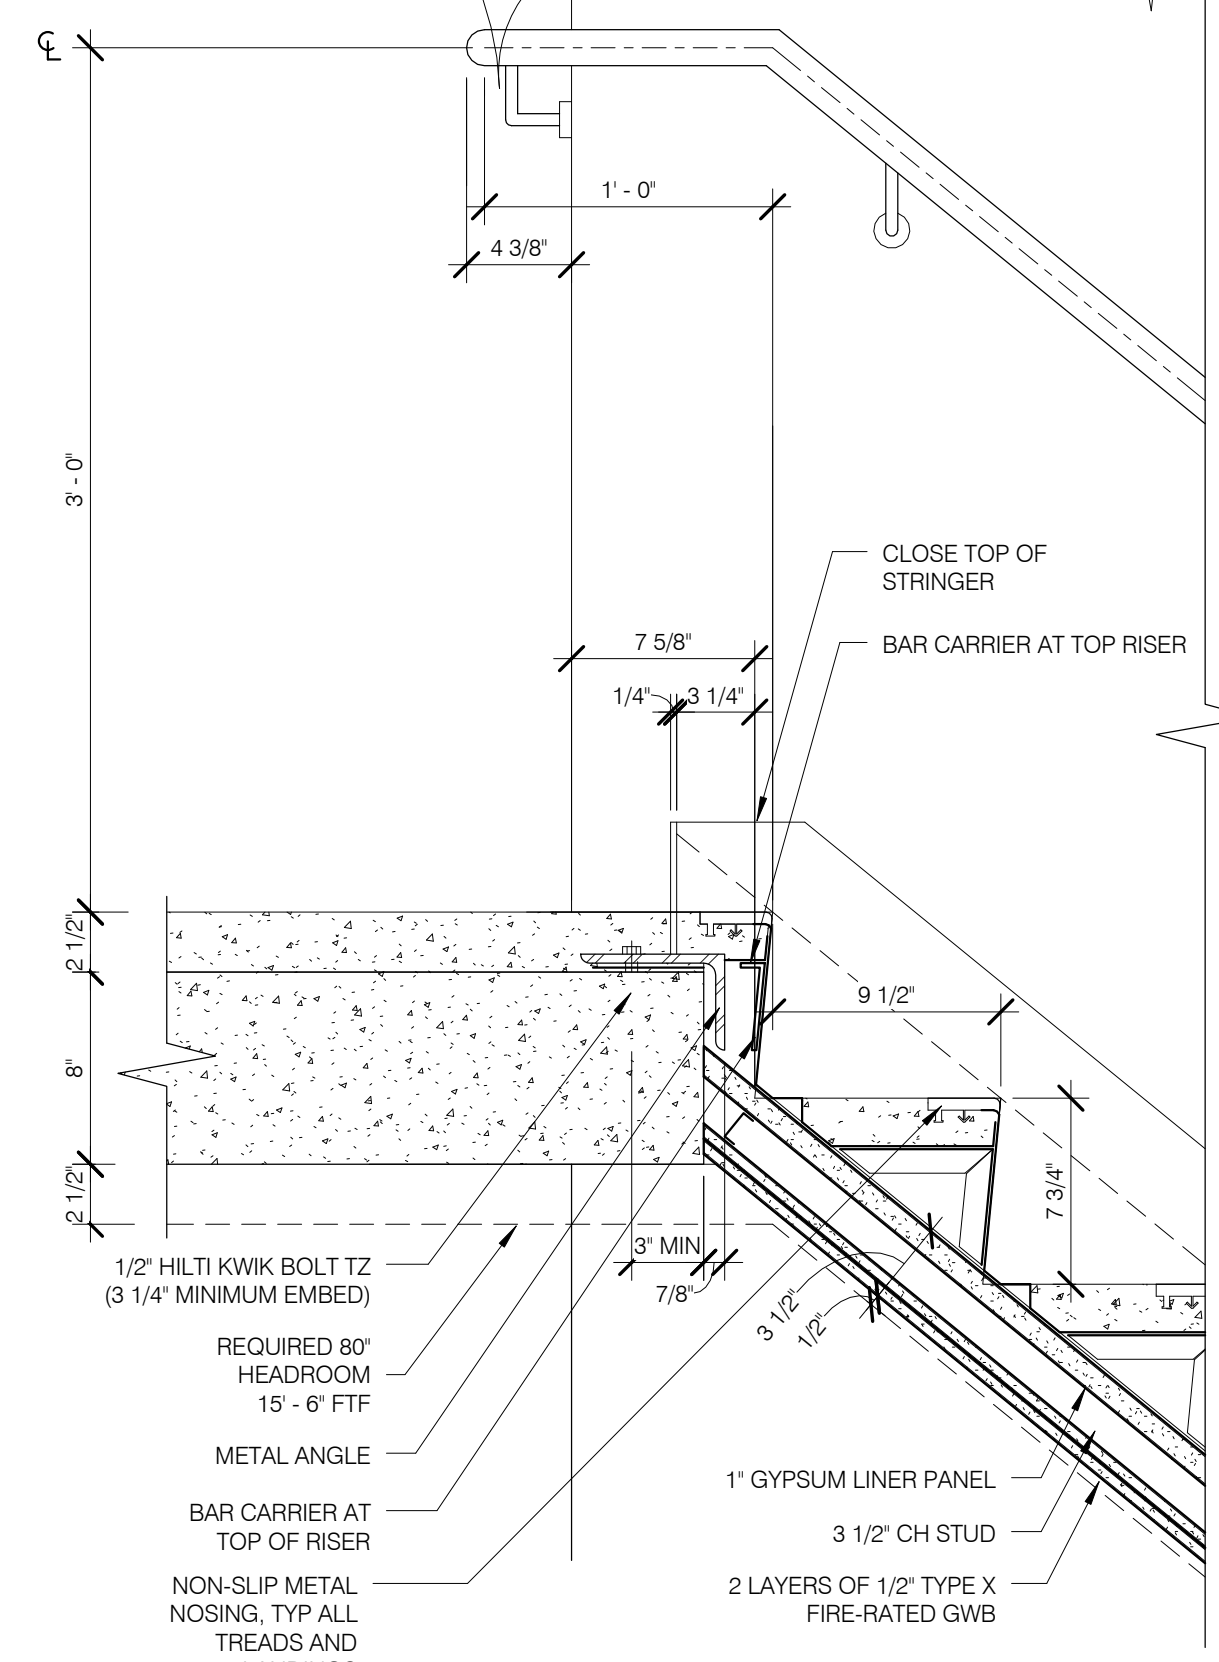 ℄
1' - 0"
4 3/8"
3' - 0"
CLOSE TOP OF
STRINGER
7 5/8"
BAR CARRIER AT TOP RISER
1/4"
3 1/4"
2 1/2"
9 1/2"
8"
7 3/4"
2 1/2"
3" MIN
7/8"
3 1/2"
1/2"
1/2" HILTI KWIK BOLT TZ
(3 1/4" MINIMUM EMBED)
REQUIRED 80"
HEADROOM
15' - 6" FTF
METAL ANGLE
BAR CARRIER AT
TOP OF RISER
NON-SLIP METAL
NOSING, TYP ALL
TREADS AND
1" GYPSUM LINER PANEL
3 1/2" CH STUD
2 LAYERS OF 1/2" TYPE X
FIRE-RATED GWB